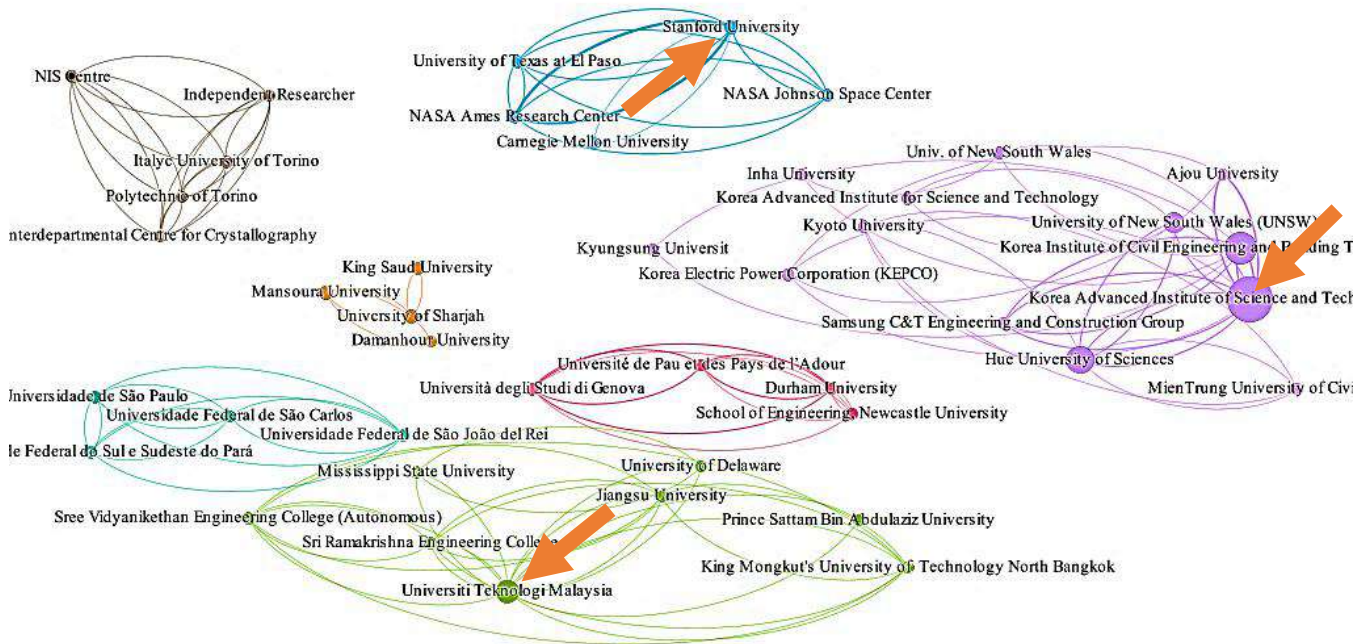 Stanford University
University of Texas at El Paso
NIS Centre
Independent Researcher
NASA Johnson Space Center
NASA Ames Research Center
Carnegie Mellon University
Italyc University of Torino
Polytechnic of Torino
Interdepartmental Centre for Crystallography
Univ. of New South Wales
Inha University
Ajou University
Korea Advanced Institute for Science and Technology
University of New South Wales (UNSW)
Kyoto University
Kyungsung Universit
Korea Institute of Civil Engineering and Building T
Korea Electric Power Corporation (KEPCO)
Korea Advanced Institute of Science and Tech
Samsung C&T Engineering and Construction Group
Hue University of Sciences
MienTrung University of Civi
King Saud University
Mansoura University
University of Sharjah
Damanhour University
Université de Pau et des Pays de l'Adour
Università degli Studi di Genova
Durham University
School of Engineering, Newcastle University
Universidade de São Paulo
Universidade Federal de São Carlos
Universidade Federal de São João del Rei
de Federal do Sul e Sudeste do Pará
Mississippi State University
University of Delaware
Jiangsu University
Sree Vidyanikethan Engineering College (Autonomous)
Prince Sattam Bin Abdulaziz University
Sri Ramakrishna Engineering College
King Mongkut's University of Technology North Bangkok
Universiti Teknologi Malaysia